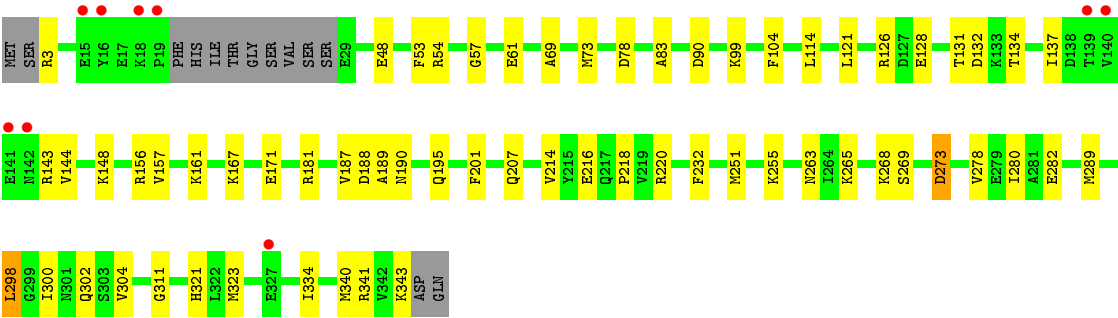 MET SER R3 E15 Y16 E17 K18 P19 PHE HIS ILE THR GLY SER VAL SER SER E29 E48 F53 R54 G57 E61 A69 M73 D78 A83 D90 K99 F104 L114 L121 R126 D127 E128 T131 D132 K133 T134 I137 D138 T139 V140
E141 N142 R143 V144 K148 R156 V157 K161 K167 E171 R181 V187 D188 A189 N190 Q195 F201 Q207 V214 Y215 E216 Q217 P218 V219 R220 F232 M251 K255 N263 I264 K265 K268 S269 D273 V278 E279 I280 A281 E282 M289
L298 G299 I300 N301 Q302 S303 V304 G311 H321 L322 M323 E327 I334 M340 R341 V342 K343 ASP GLN